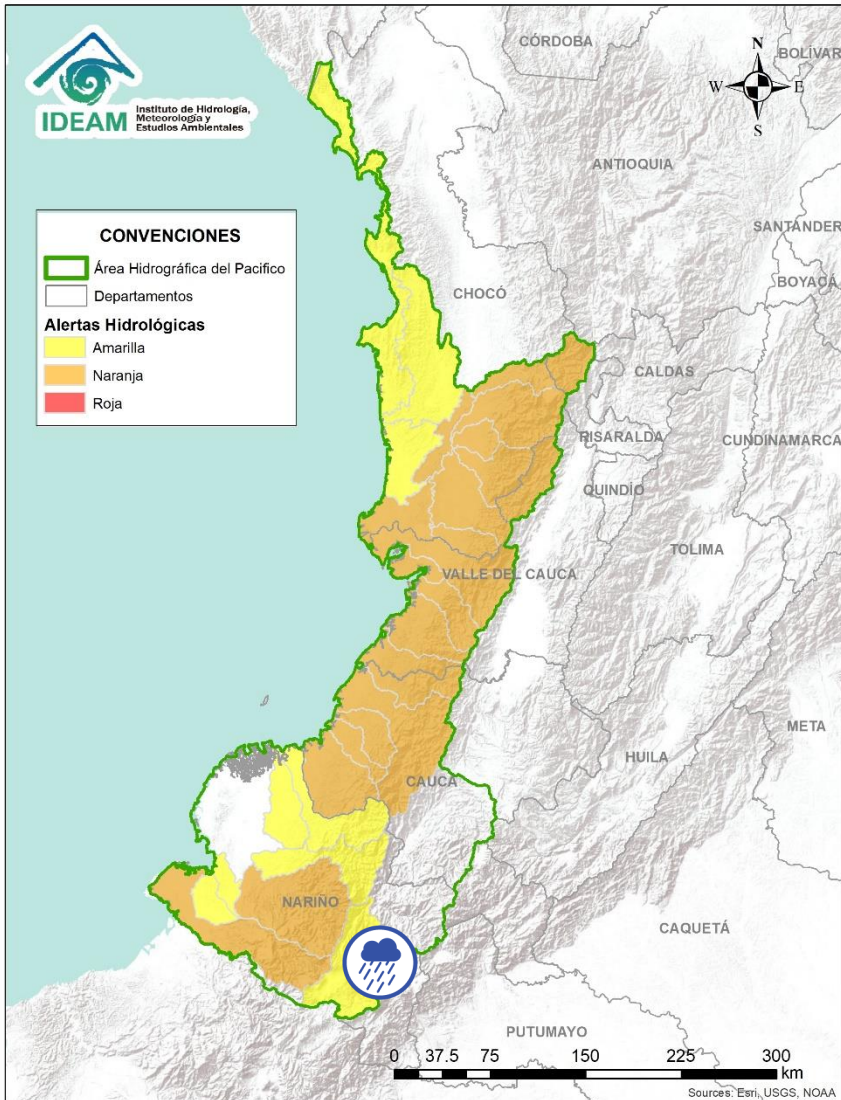 IDEAM
Instituto de Hidrología,
Meteorología y
Estudios Ambientales
N
W
E
S
CONVENCIONES
Área Hidrográfica del Pacifico
Departamentos
Alertas Hidrológicas
Amarilla
Naranja
Roja
CÓRDOBA
BOLÍVAR
ANTIOQUIA
SANTANDER
BOYACÁ
CHOCÓ
CALDAS
RISARALDA
CUNDINAMARCA
QUINDÍO
TOLIMA
VALLE DEL CAUCA
META
HUILA
CAUCA
NARIÑO
CAQUETÁ
PUTUMAYO
0 37.5 75 150 225 300
km
Sources: Esri, USGS, NOAA